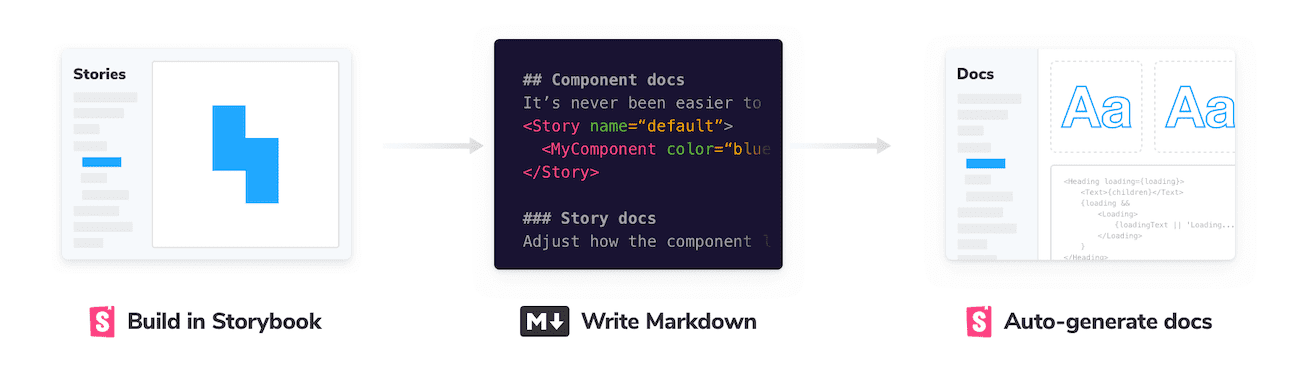 Stories
## Component docs
It’s never been easier to
<Story name=“default”>
<MyComponent color=“blue
</Story>
### Story docs
Adjust how the component l
Docs
Aa Aa
<Heading loading={loading}>
<Text>{children}</Text>
{loading &&
<Loading>
{loadingText || 'Loading...
</Loading>
}
</Heading>
S Build in Storybook
M↓ Write Markdown
S Auto-generate docs